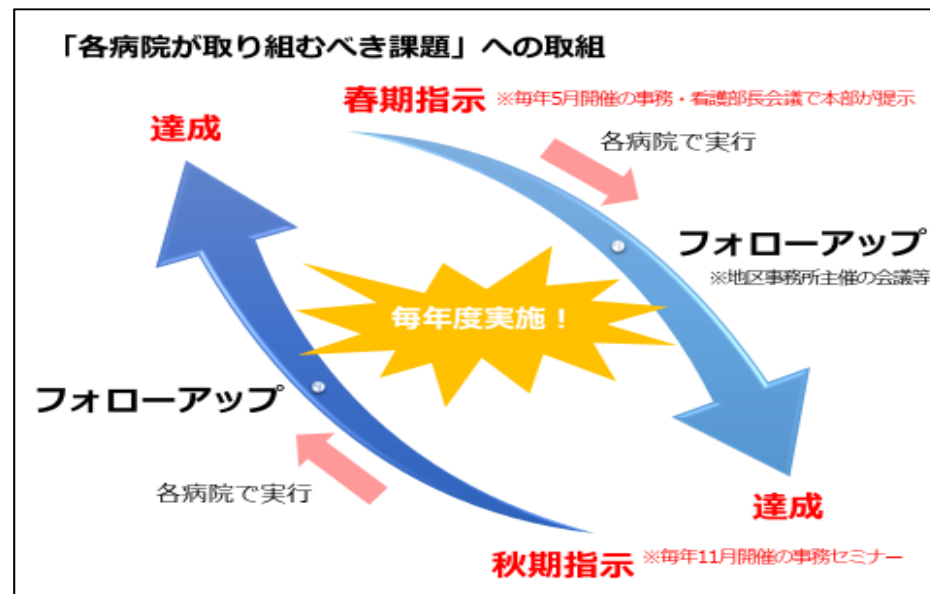 「各病院が取り組むべき課題」への取組
春期指示 ※毎年5月開催の事務・看護部長会議で本部が提示
達成
各病院で実行
フォローアップ
※地区事務所主催の会議等
毎年度実施！
フォローアップ
各病院で実行
達成
秋期指示 ※毎年11月開催の事務セミナー